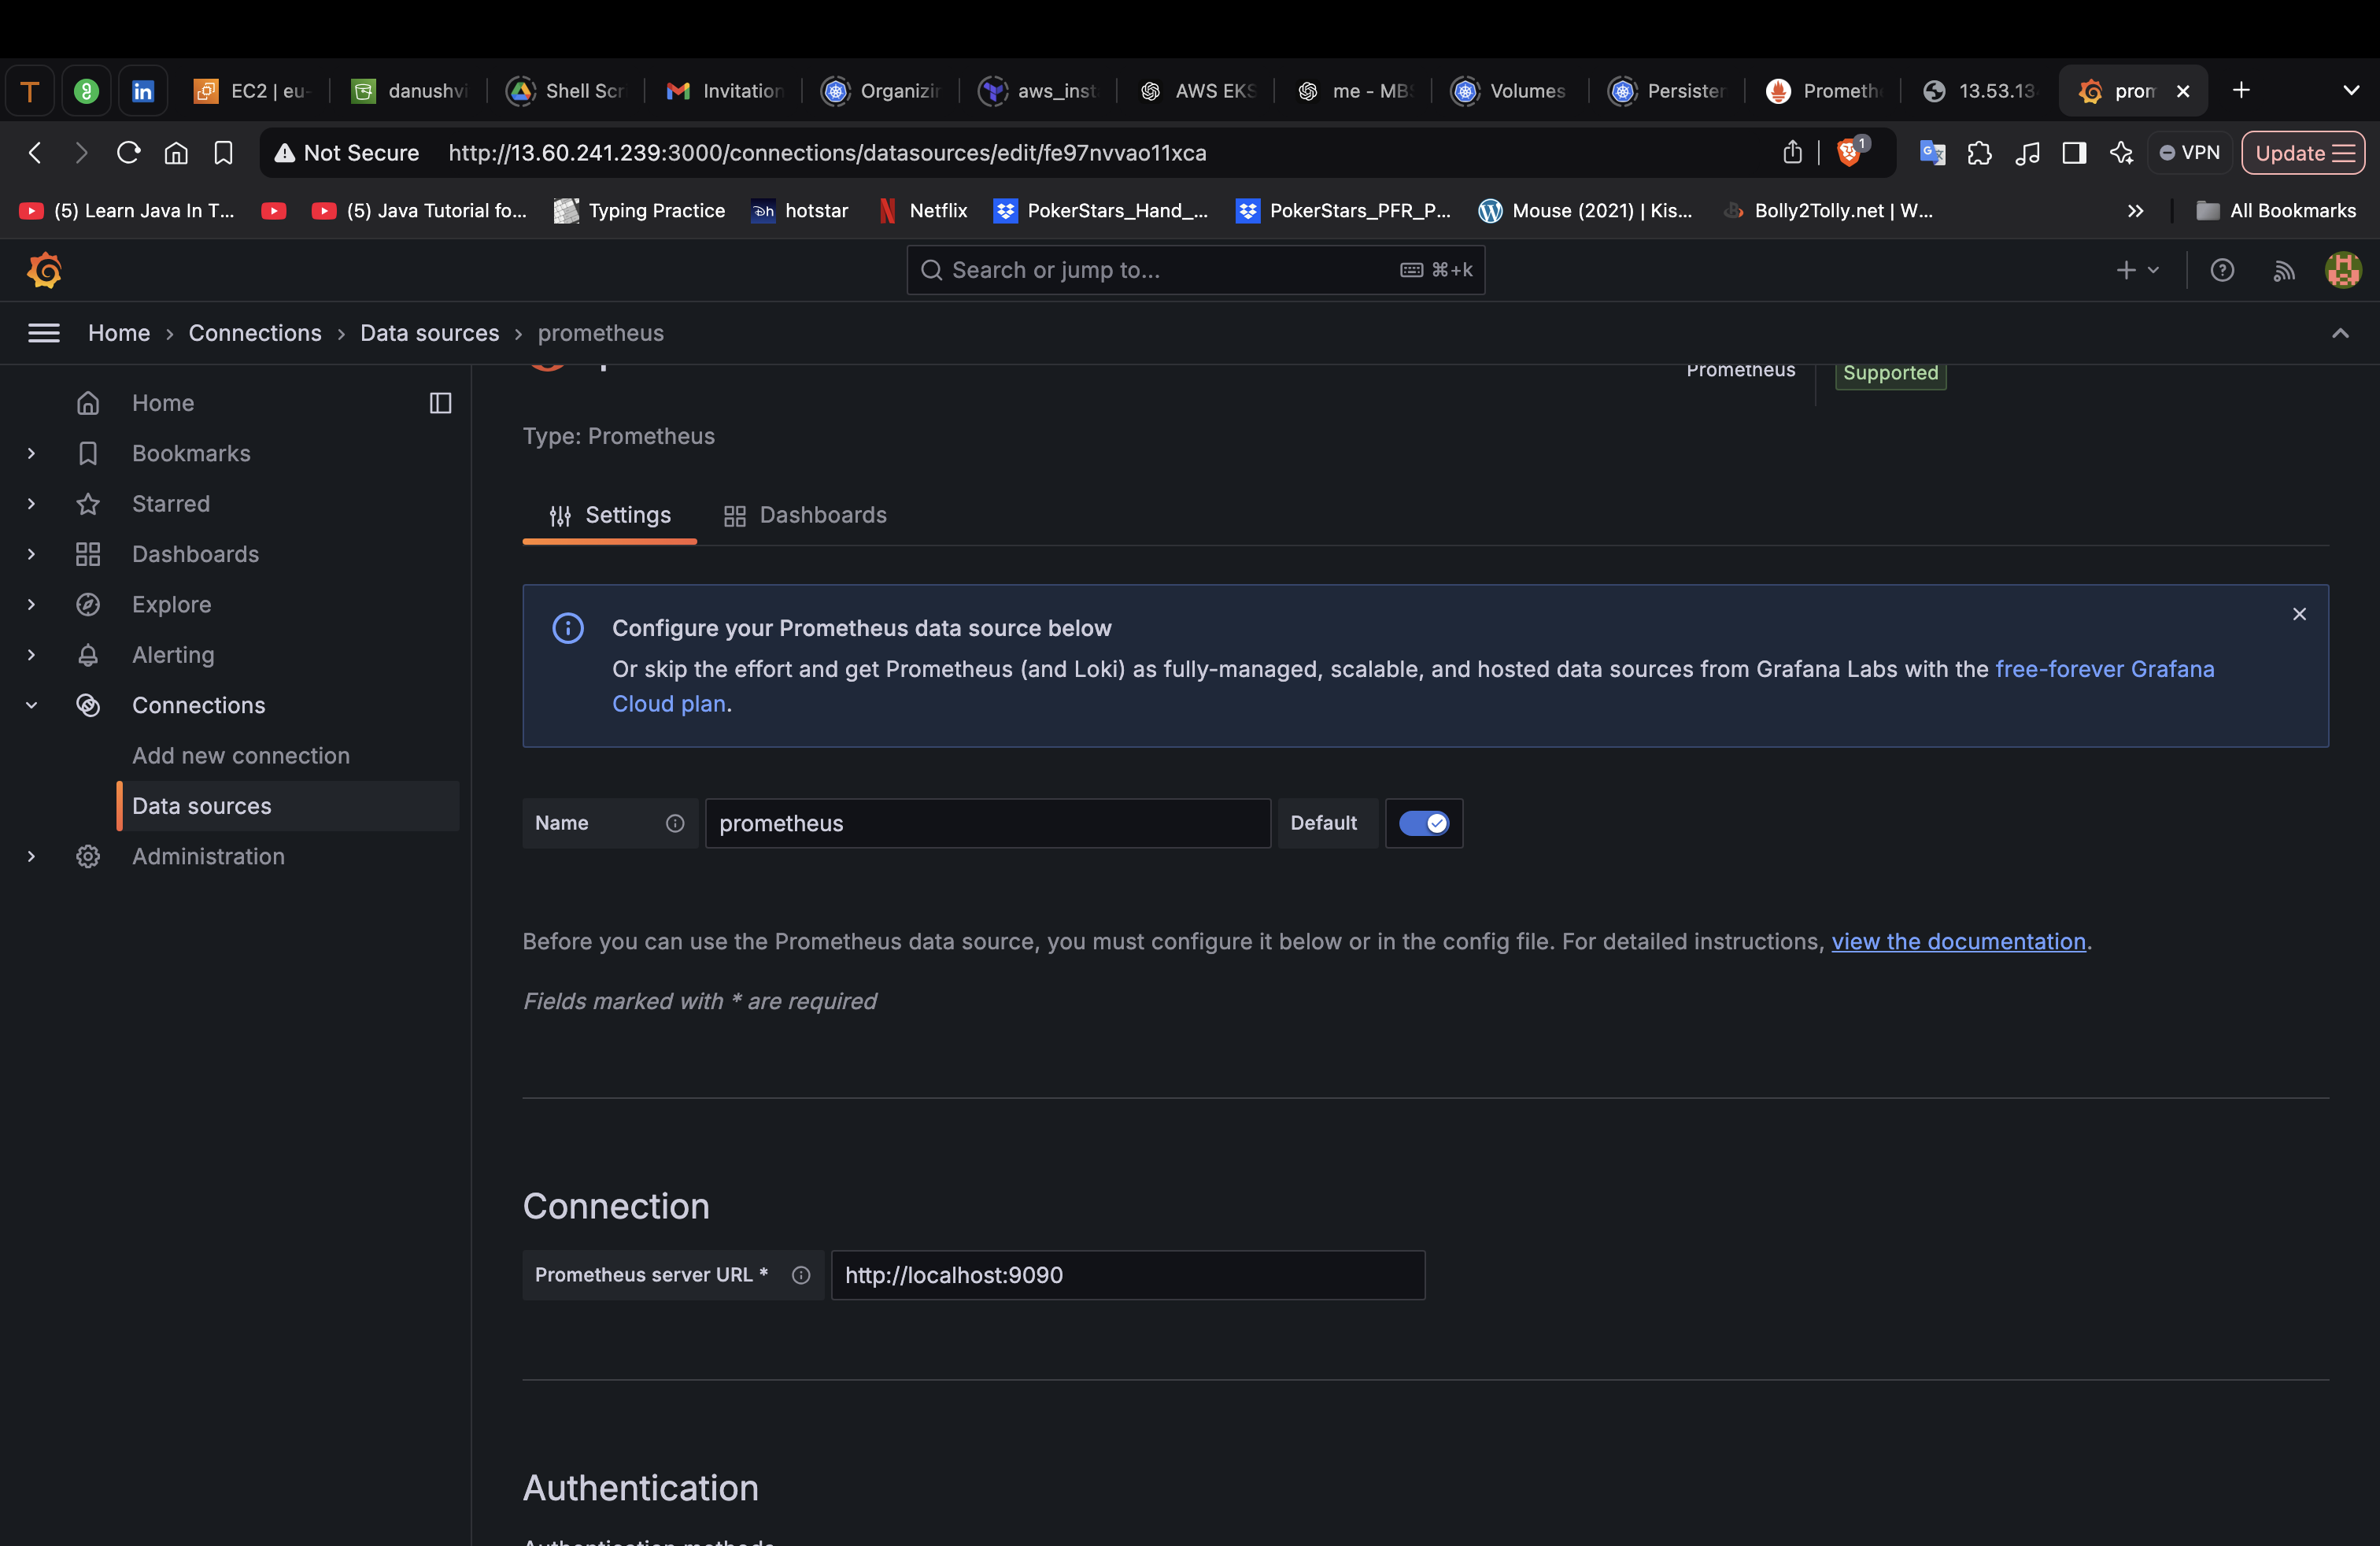 EC2 | eu-
danushvi
Shell Scr
Invitation
Organizin
aws_inst
AWS EKS
me - MBS
Volumes
Persisten
Prometh
13.53.13
prom
Not Secure http://13.60.241.239:3000/connections/datasources/edit/fe97nvvao11xca
1
VPN
Update
(5) Learn Java In T...
(5) Java Tutorial fo...
Typing Practice
hotstar
Netflix
PokerStars_Hand_...
PokerStars_PFR_P...
Mouse (2021) | Kis...
Bolly2Tolly.net | W...
All Bookmarks
Search or jump to...
⌘+k
Home › Connections › Data sources › prometheus
Home
Bookmarks
Starred
Dashboards
Explore
Alerting
Connections
Add new connection
Data sources
Administration
Prometheus
Supported
Type: Prometheus
Settings
Dashboards
Configure your Prometheus data source below
Or skip the effort and get Prometheus (and Loki) as fully-managed, scalable, and hosted data sources from Grafana Labs with the free-forever Grafana
Cloud plan.
Name
prometheus
Default
Before you can use the Prometheus data source, you must configure it below or in the config file. For detailed instructions, view the documentation.
Fields marked with * are required
Connection
Prometheus server URL *
http://localhost:9090
Authentication